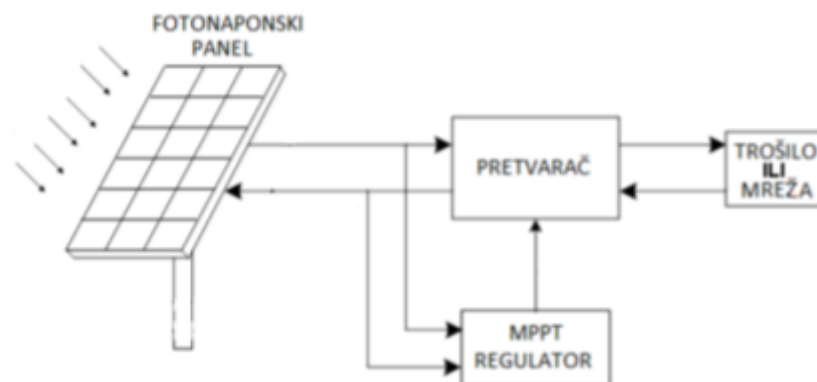 FOTONAPONSKI
PANEL
PRETVARAČ
TROŠILO
ILI
MREŽA
MPPT
REGULATOR